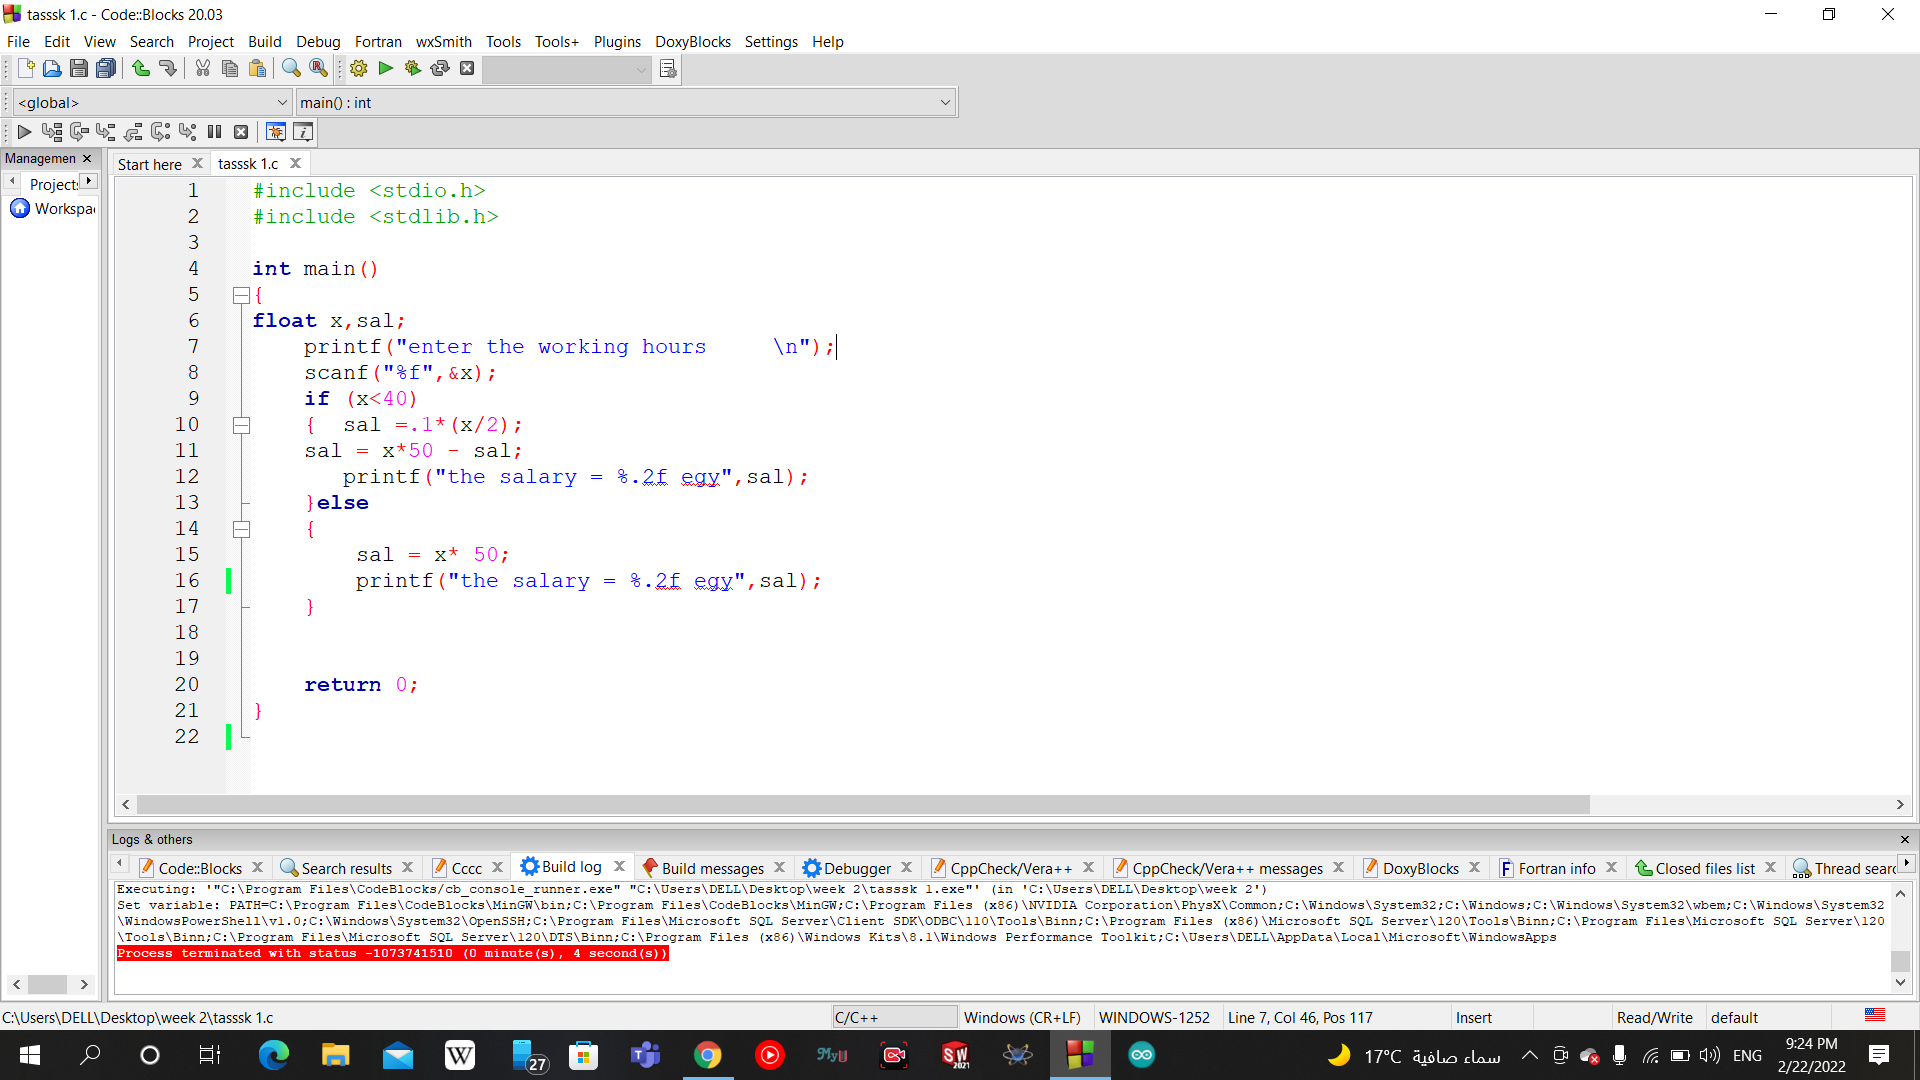 tasssk 1.c - Code::Blocks 20.03
File Edit View Search Project Build Debug Fortran wxSmith Tools Tools+ Plugins DoxyBlocks Settings Help
<global> main() : int
Managemen Start here tasssk 1.c
Projects
Workspa
1 #include <stdio.h>
2 #include <stdlib.h>
3
4 int main()
5 {
6 float x,sal;
7 printf("enter the working hours     \n");
8 scanf("%f",&x);
9 if (x<40)
10 {  sal =.1*(x/2);
11 sal = x*50 - sal;
12 printf("the salary = %.2f egy",sal);
13 }else
14 {
15 sal = x* 50;
16 printf("the salary = %.2f egy",sal);
17 }
18
19
20 return 0;
21 }
22
Logs & others
Code::Blocks Search results Cccc Build log Build messages Debugger CppCheck/Vera++ CppCheck/Vera++ messages DoxyBlocks Fortran info Closed files list Thread searc
Executing: '"C:\Program Files\CodeBlocks/cb_console_runner.exe" "C:\Users\DELL\Desktop\week 2\tasssk 1.exe"' (in 'C:\Users\DELL\Desktop\week 2')
Set variable: PATH=C:\Program Files\CodeBlocks\MinGW\bin;C:\Program Files\CodeBlocks\MinGW;C:\Program Files (x86)\NVIDIA Corporation\PhysX\Common;C:\Windows\System32;C:\Windows;C:\Windows\System32\wbem;C:\Windows\System32
\WindowsPowerShell\v1.0;C:\Windows\System32\OpenSSH;C:\Program Files\Microsoft SQL Server\Client SDK\ODBC\110\Tools\Binn;C:\Program Files (x86)\Microsoft SQL Server\120\Tools\Binn;C:\Program Files\Microsoft SQL Server\120
\Tools\Binn;C:\Program Files\Microsoft SQL Server\120\DTS\Binn;C:\Program Files (x86)\Windows Kits\8.1\Windows Performance Toolkit;C:\Users\DELL\AppData\Local\Microsoft\WindowsApps
Process terminated with status -1073741510 (0 minute(s), 4 second(s))
C:\Users\DELL\Desktop\week 2\tasssk 1.c C/C++ Windows (CR+LF) WINDOWS-1252 Line 7, Col 46, Pos 117 Insert Read/Write default
W 27 MyU SW 2021 17°C سماء صافية ENG 9:24 PM
2/22/2022